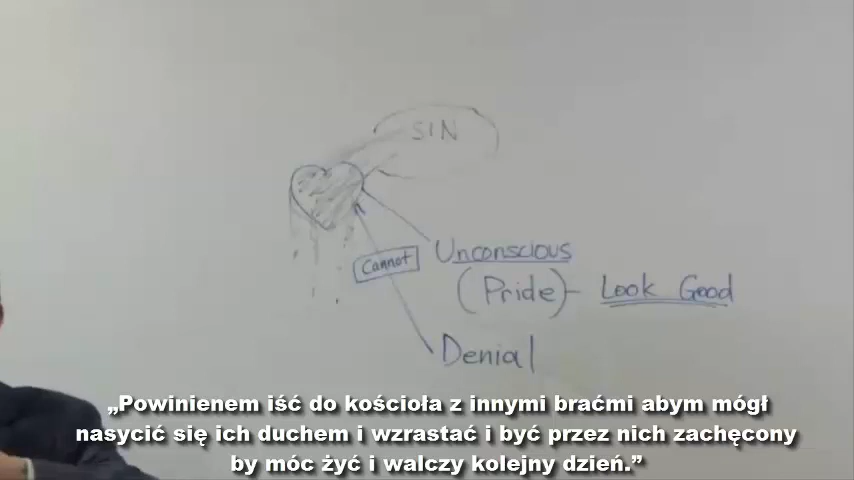 SIN
Unconscious
Cannot
(Pride)- Look Good
Denial
„Powinienem iść do kościoła z innymi braćmi abym mógł
nasycić się ich duchem i wzrastać i być przez nich zachęcony
by móc żyć i walczy kolejny dzień.”